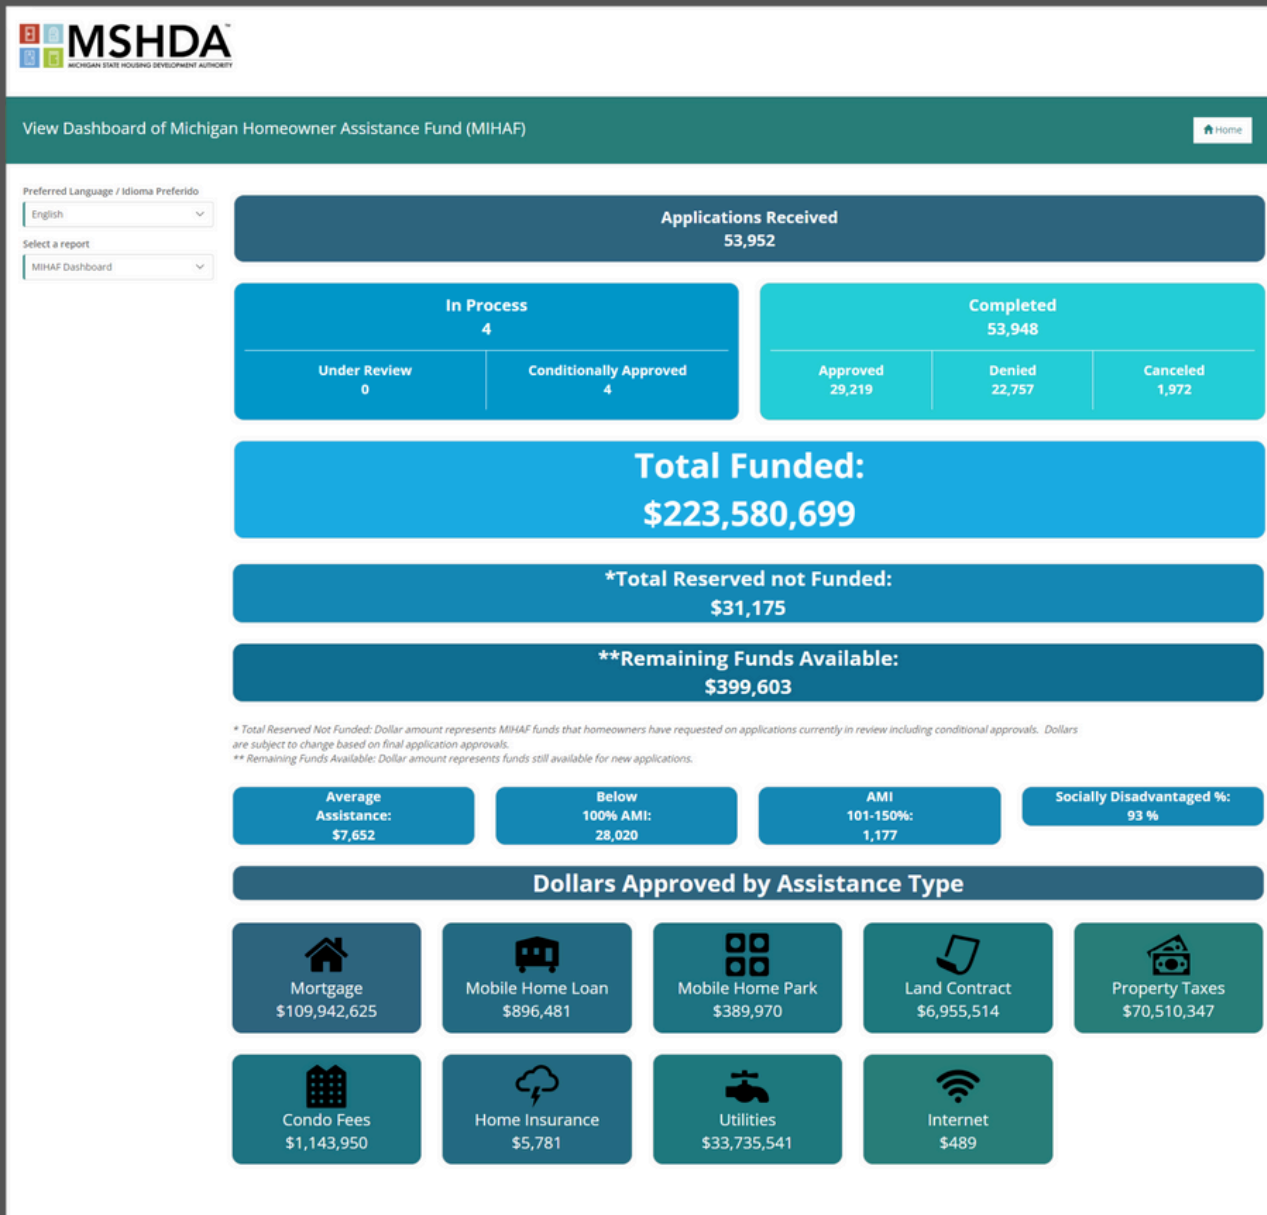 MSHDA™
MICHIGAN STATE HOUSING DEVELOPMENT AUTHORITY
View Dashboard of Michigan Homeowner Assistance Fund (MIHAF)
Home
Preferred Language / Idioma Preferido
English
Select a report
MIHAF Dashboard
Applications Received
53,952
In Process
4
Under Review
0
Conditionally Approved
4
Completed
53,948
Approved
29,219
Denied
22,757
Canceled
1,972
Total Funded:
$223,580,699
*Total Reserved not Funded:
$31,175
**Remaining Funds Available:
$399,603
* Total Reserved Not Funded: Dollar amount represents MIHAF funds that homeowners have requested on applications currently in review including conditional approvals. Dollars
are subject to change based on final application approvals.
** Remaining Funds Available: Dollar amount represents funds still available for new applications.
Average
Assistance:
$7,652
Below
100% AMI:
28,020
AMI
101-150%:
1,177
Socially Disadvantaged %:
93 %
Dollars Approved by Assistance Type
Mortgage
$109,942,625
Mobile Home Loan
$896,481
Mobile Home Park
$389,970
Land Contract
$6,955,514
Property Taxes
$70,510,347
Condo Fees
$1,143,950
Home Insurance
$5,781
Utilities
$33,735,541
Internet
$489